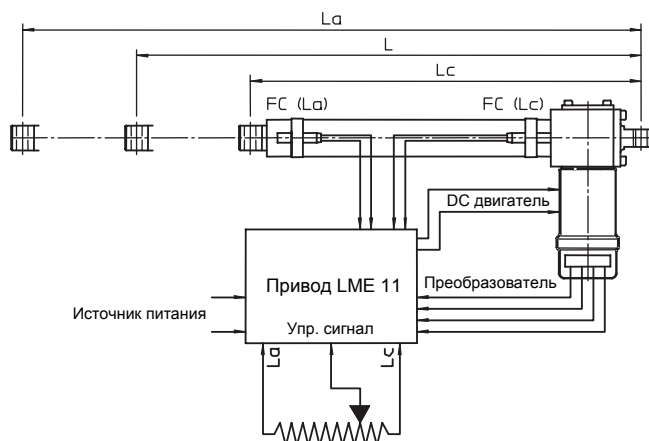 La
L
Lc
FC (La)
FC (Lc)
DC двигатель
Привод LME 11
Преобразователь
Источник питания
Упр. сигнал
La
Lc